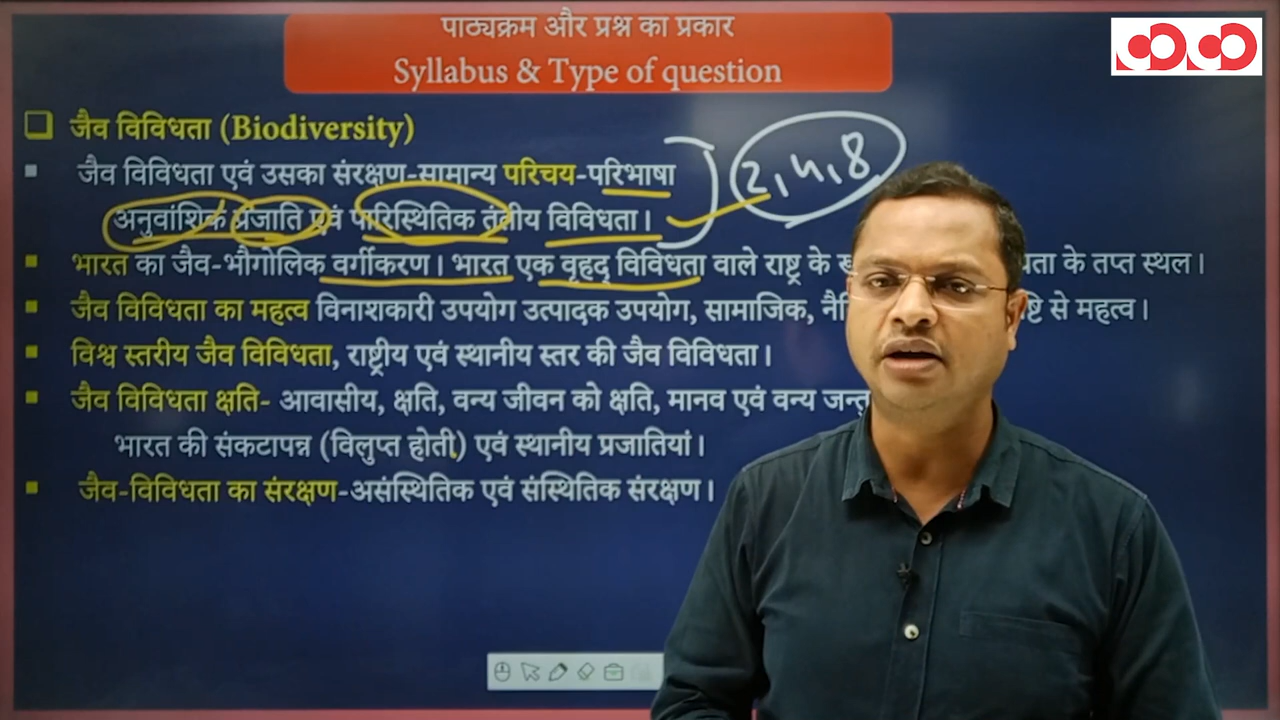 पाठ्यक्रम और प्रश्न का प्रकार
Syllabus & Type of question
जैव विविधता (Biodiversity)
जैव विविधता एवं उसका संरक्षण-सामान्य परिचय-परिभाषा
अनुवांशिक प्रजाति एवं पारिस्थितिक तंत्रीय विविधता।
2, 4, 8
भारत का जैव-भौगोलिक वर्गीकरण। भारत एक वृहद् विविधता वाले राष्ट्र के के तप्त स्थल।
जैव विविधता का महत्व विनाशकारी उपयोग उत्पादक उपयोग, सामाजिक, से महत्व।
विश्व स्तरीय जैव विविधता, राष्ट्रीय एवं स्थानीय स्तर की जैव विविधता।
जैव विविधता क्षति- आवासीय, क्षति, वन्य जीवन को क्षति, मानव एवं वन्य
भारत की संकटापन्न (विलुप्त होती) एवं स्थानीय प्रजातियां।
जैव-विविधता का संरक्षण-असंस्थितिक एवं संस्थितिक संरक्षण।